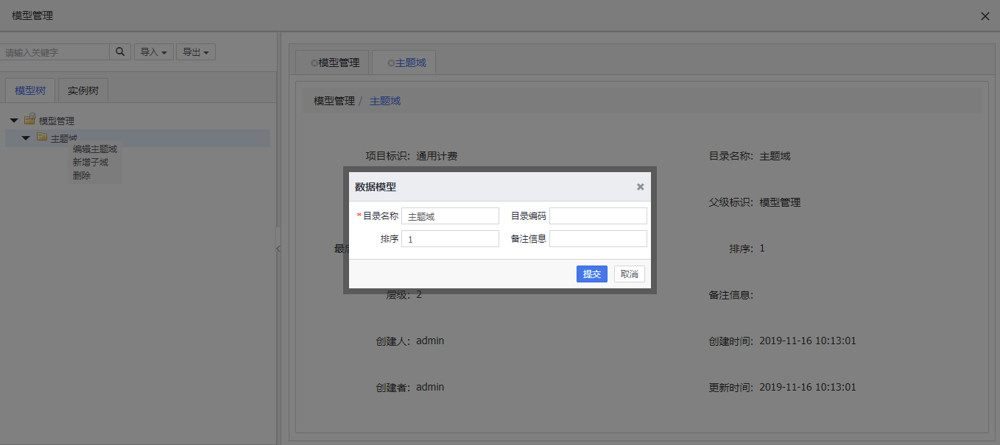 模型管理
请输入关键字
导入
导出
模型树
实例树
模型管理
主题域
编辑主题域
新增子域
删除
模型管理
主题域
模型管理 / 主题域
项目标识： 通用计费
目录名称： 主题域
父级标识： 模型管理
最后
排序： 1
层级： 2
备注信息：
创建人： admin
创建时间： 2019-11-16 10:13:01
创建者： admin
更新时间： 2019-11-16 10:13:01
数据模型
*目录名称 主题域
目录编码
排序 1
备注信息
提交
取消